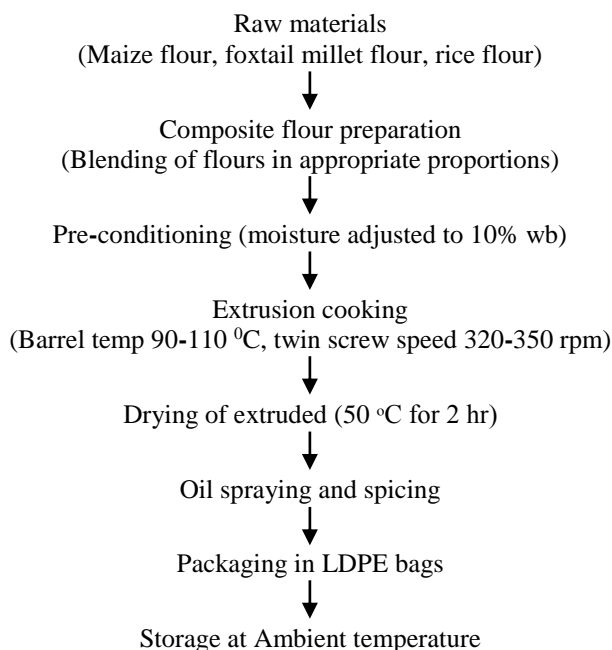 Raw materials
(Maize flour, foxtail millet flour, rice flour)
Composite flour preparation
(Blending of flours in appropriate proportions)
Pre-conditioning (moisture adjusted to 10% wb)
Extrusion cooking
(Barrel temp 90-110 ⁰C, twin screw speed 320-350 rpm)
Drying of extruded (50 ᵒC for 2 hr)
Oil spraying and spicing
Packaging in LDPE bags
Storage at Ambient temperature